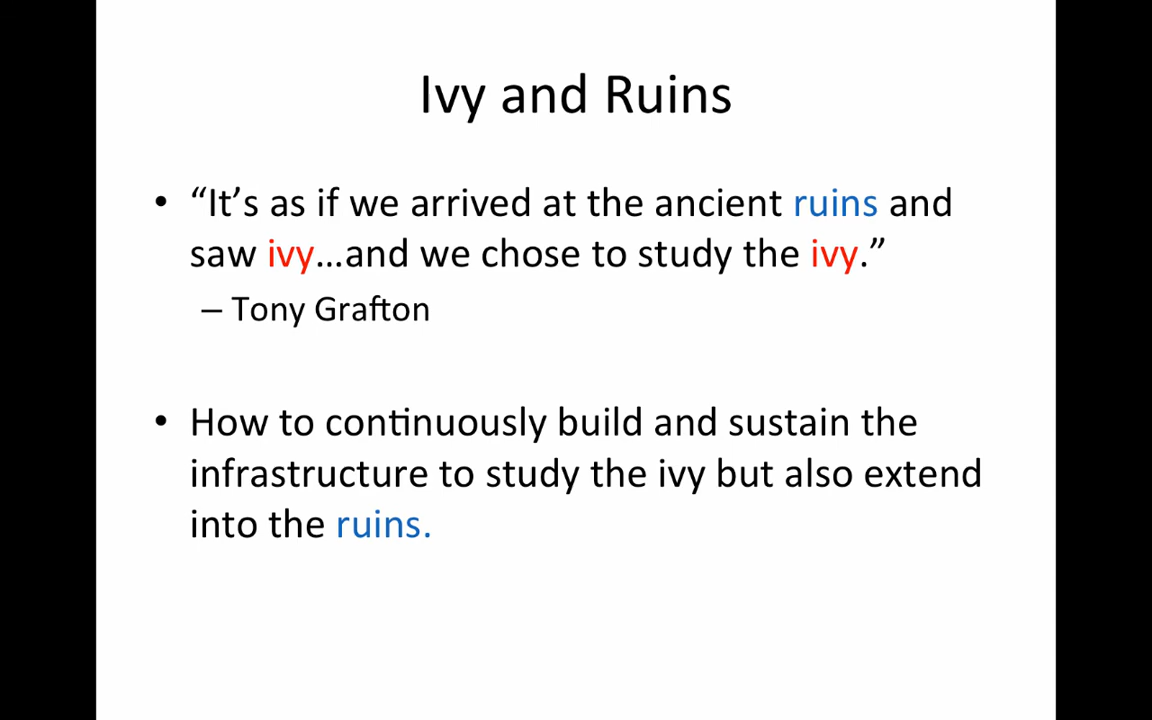 Ivy and Ruins
• “It’s as if we arrived at the ancient ruins and
saw ivy…and we chose to study the ivy.”
– Tony Grafton
• How to continuously build and sustain the
infrastructure to study the ivy but also extend
into the ruins.